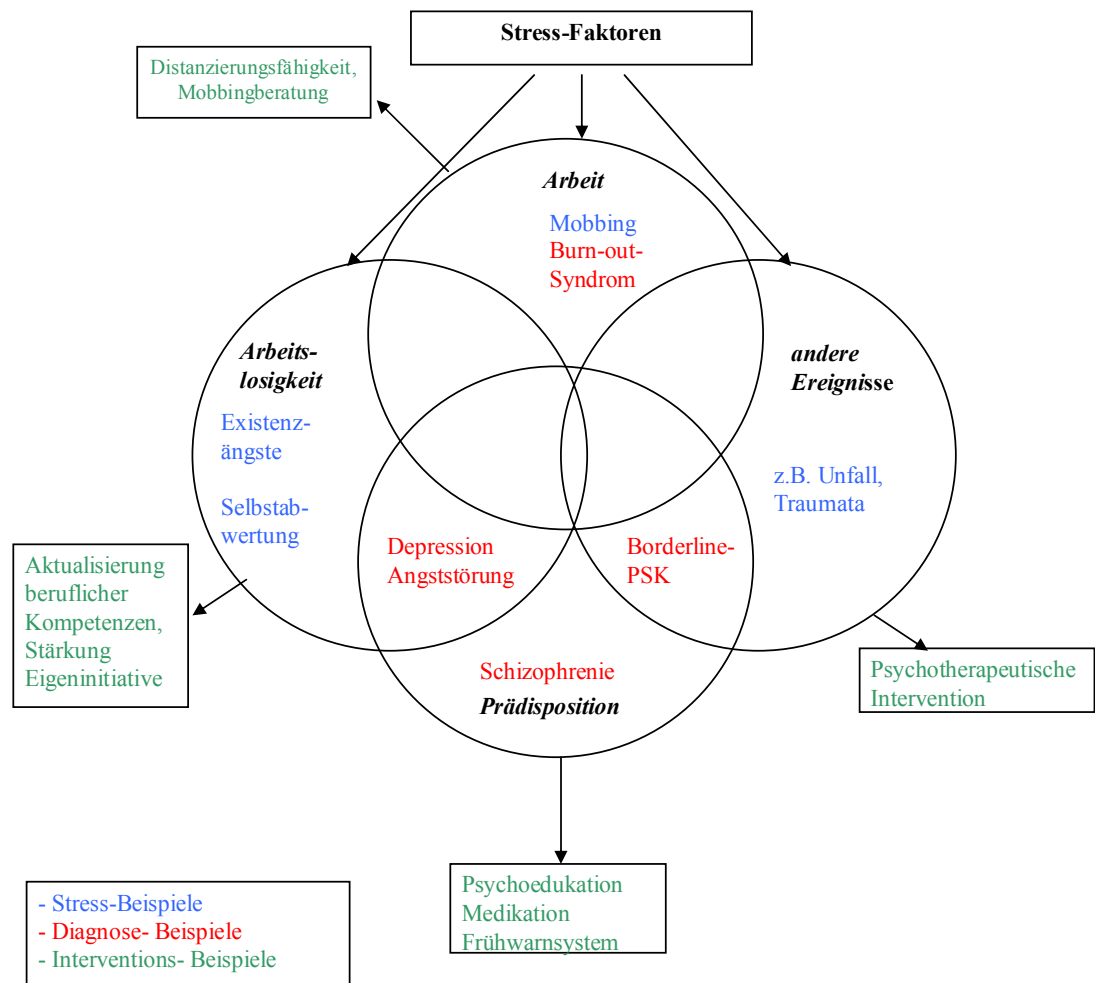 Stress-Faktoren
Distanzierungsfähigkeit,
Mobbingberatung
Arbeit
Mobbing
Burn-out-
Syndrom
Arbeits-
losigkeit
Existenz-
ängste
Selbstab-
wertung
andere
Ereignisse
z.B. Unfall,
Traumata
Depression
Angststörung
Borderline-
PSK
Schizophrenie
Prädisposition
Aktualisierung
beruflicher
Kompetenzen,
Stärkung
Eigeninitiative
Psychotherapeutische
Intervention
Psychoedukation
Medikation
Frühwarnsystem
- Stress-Beispiele
- Diagnose- Beispiele
- Interventions- Beispiele